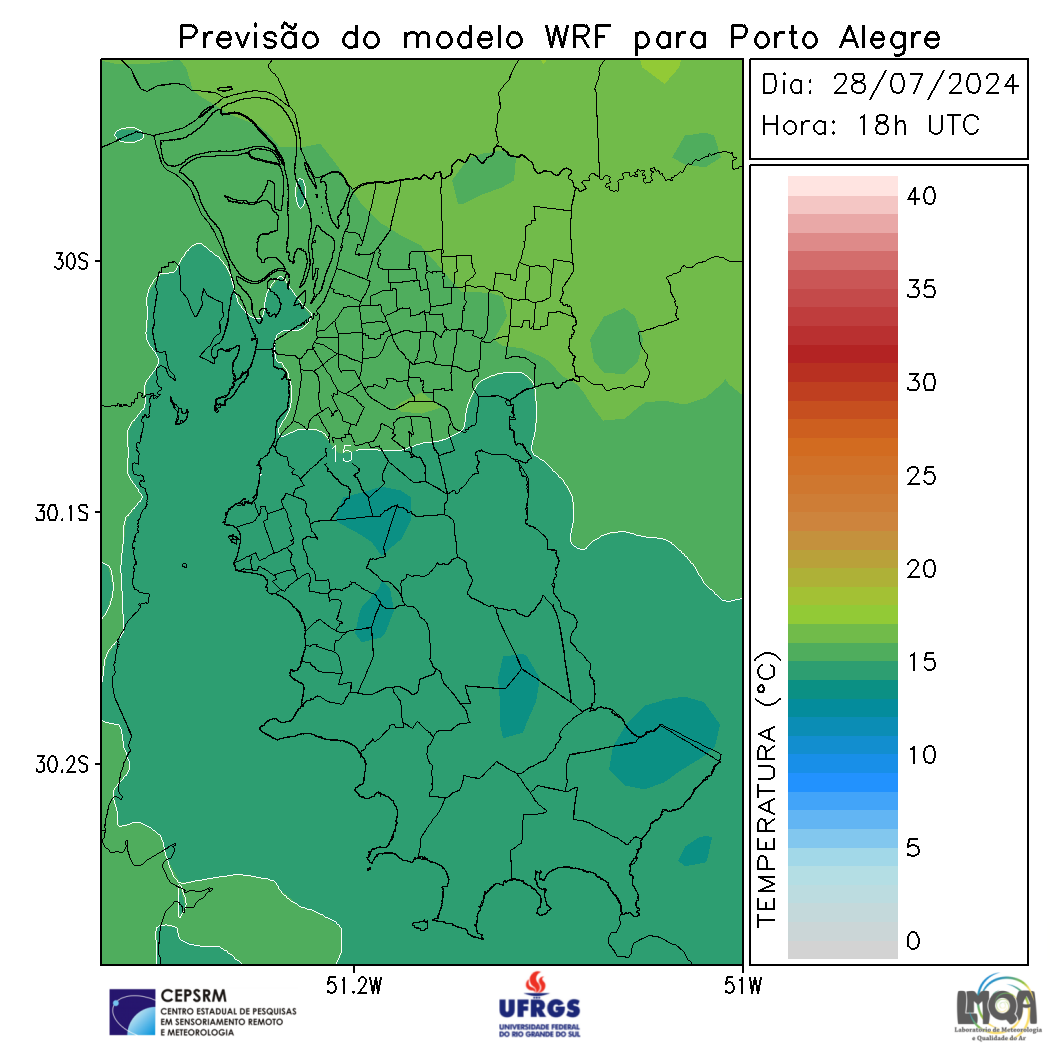 Previsão do modelo WRF para Porto Alegre
Dia: 28/07/2024
Hora: 18h UTC
30S
30.1S
30.2S
51.2W
51W
15
TEMPERATURA (°C)
40
35
30
25
20
15
10
5
0
CEPSRM
CENTRO ESTADUAL DE PESQUISAS
EM SENSORIAMENTO REMOTO
E METEOROLOGIA
UFRGS
UNIVERSIDADE FEDERAL
DO RIO GRANDE DO SUL
LMQA
Laboratório de Meteorologia
e Qualidade do Ar